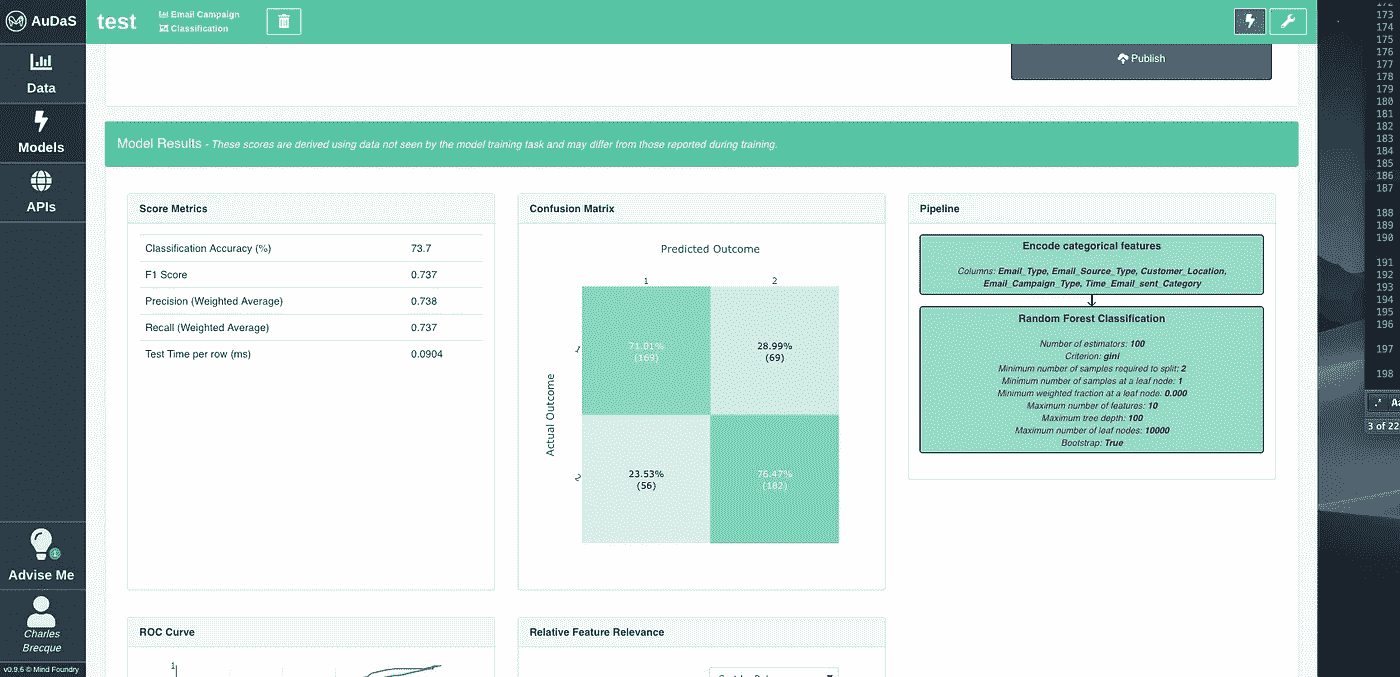 AuDaS
test
Email Campaign
Classification
Data
Models
APIs
Advise Me
1
Charles
Brecque
v0.9.6 © Mind Foundry
Publish
Model Results - These scores are derived using data not seen by the model training task and may differ from those reported during training.
Score Metrics
Classification Accuracy (%) 73.7
F1 Score 0.737
Precision (Weighted Average) 0.738
Recall (Weighted Average) 0.737
Test Time per row (ms) 0.0904
Confusion Matrix
Predicted Outcome
1 2
Actual Outcome
1
71.01% 28.99%
(169) (69)
2
23.53% 76.47%
(56) (182)
Pipeline
Encode categorical features
Columns: Email_Type, Email_Source_Type, Customer_Location,
Email_Campaign_Type, Time_Email_sent_Category
Random Forest Classification
Number of estimators: 100
Criterion: gini
Minimum number of samples required to split: 2
Minimum number of samples at a leaf node: 1
Minimum weighted fraction at a leaf node: 0.000
Maximum number of features: 10
Maximum tree depth: 100
Maximum number of leaf nodes: 10000
Bootstrap: True
ROC Curve
1
Relative Feature Relevance
173
174
175
176
177
178
179
180
181
182
183
184
185
186
187
188
189
190
191
192
193
194
195
196
197
198
.*
3 of 22